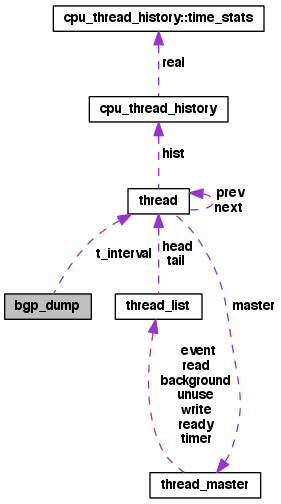 cpu_thread_history::time_stats
real
cpu_thread_history
hist
thread
prev
next
t_interval
head
tail
bgp_dump
thread_list
master
event
read
background
unuse
write
ready
timer
thread_master